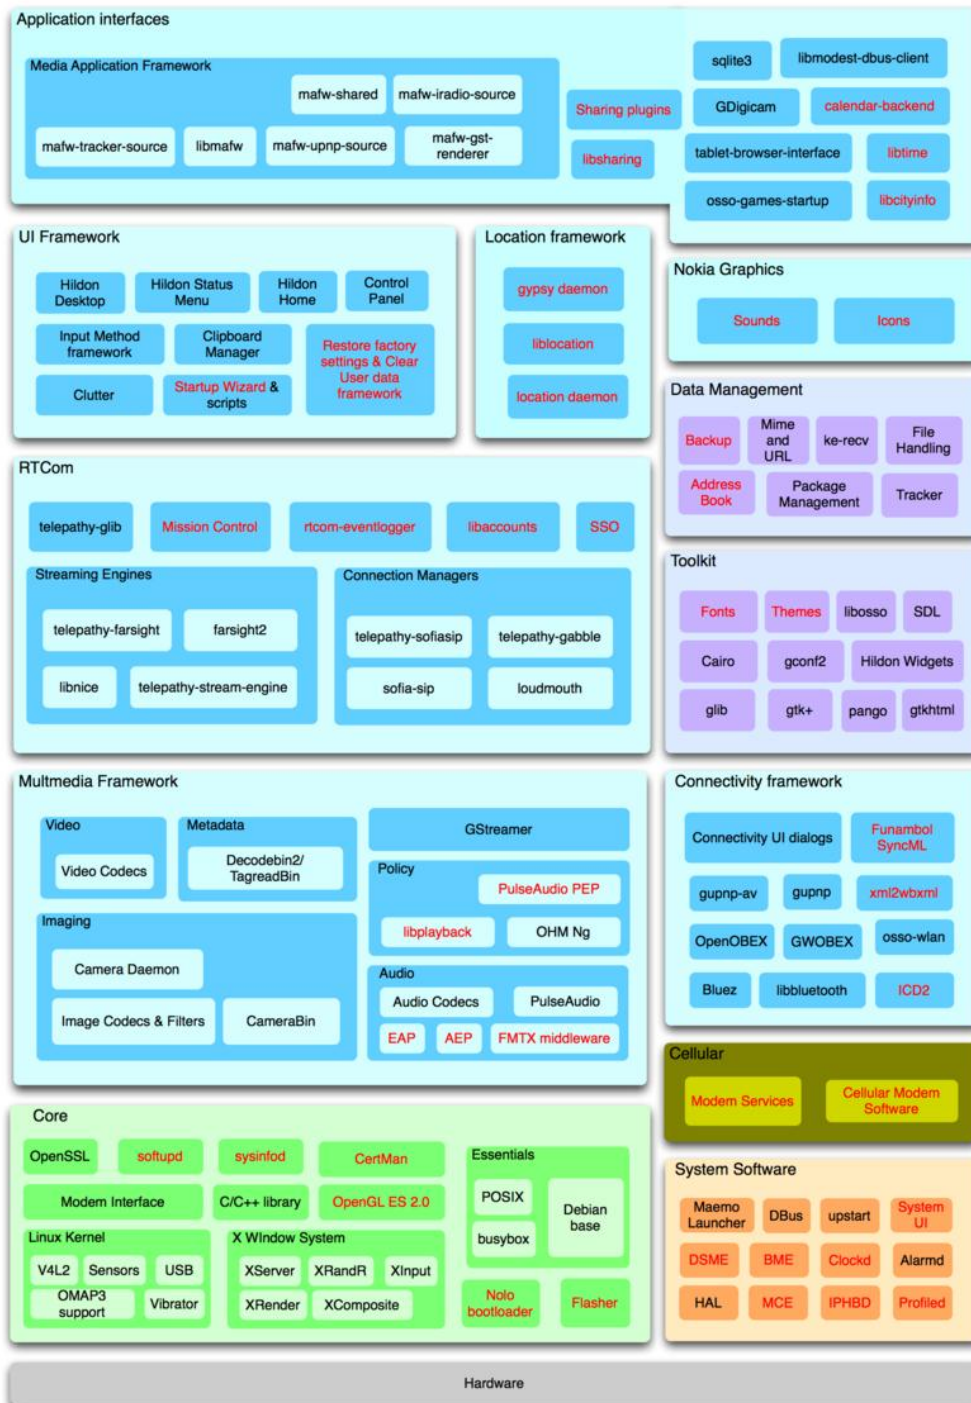 Application interfaces
Media Application Framework
mafw-shared
mafw-iradio-source
mafw-tracker-source
libmafw
mafw-upnp-source
mafw-gst-
renderer
Sharing plugins
libsharing
sqlite3
libmodest-dbus-client
GDigicam
calendar-backend
tablet-browser-interface
libtime
osso-games-startup
libcityinfo
UI Framework
Hildon
Desktop
Hildon Status
Menu
Hildon
Home
Control
Panel
Input Method
framework
Clipboard
Manager
Restore factory
settings & Clear
User data
framework
Clutter
Startup Wizard &
scripts
Location framework
gypsy daemon
liblocation
location daemon
Nokia Graphics
Sounds
Icons
Data Management
Backup
Mime
and
URL
ke-recv
File
Handling
Address
Book
Package
Management
Tracker
RTCom
telepathy-glib
Mission Control
rtcom-eventlogger
libaccounts
SSO
Streaming Engines
telepathy-farsight
farsight2
libnice
telepathy-stream-engine
Connection Managers
telepathy-sofiasip
telepathy-gabble
sofia-sip
loudmouth
Toolkit
Fonts
Themes
libosso
SDL
Cairo
gconf2
Hildon Widgets
glib
gtk+
pango
gtkhtml
Multmedia Framework
Video
Video Codecs
Metadata
Decodebin2/
TagreadBin
GStreamer
Policy
PulseAudio PEP
libplayback
OHM Ng
Imaging
Camera Daemon
Image Codecs & Filters
CameraBin
Audio
Audio Codecs
PulseAudio
EAP
AEP
FMTX middleware
Connectivity framework
Connectivity UI dialogs
Funambol
SyncML
gupnp-av
gupnp
xml2wbxml
OpenOBEX
GWOBEX
osso-wlan
Bluez
libbluetooth
ICD2
Cellular
Modem Services
Cellular Modem
Software
Core
OpenSSL
softupd
sysinfod
CertMan
Modem Interface
C/C++ library
OpenGL ES 2.0
Essentials
POSIX
busybox
Debian
base
Linux Kernel
V4L2
Sensors
USB
OMAP3
support
Vibrator
X WIndow System
XServer
XRandR
XInput
XRender
XComposite
Nolo
bootloader
Flasher
System Software
Maemo
Launcher
DBus
upstart
System
UI
DSME
BME
Clockd
Alarmd
HAL
MCE
IPHBD
Profiled
Hardware